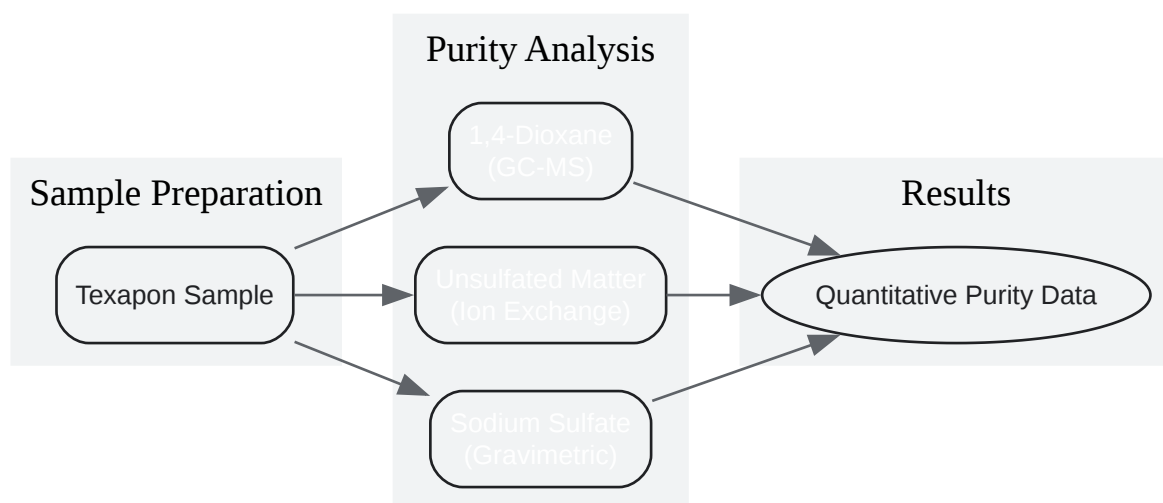 Sample Preparation
Texapon Sample
Purity Analysis
1,4-Dioxane
(GC-MS)
Unsulfated Matter
(Ion Exchange)
Sodium Sulfate
(Gravimetric)
Results
Quantitative Purity Data